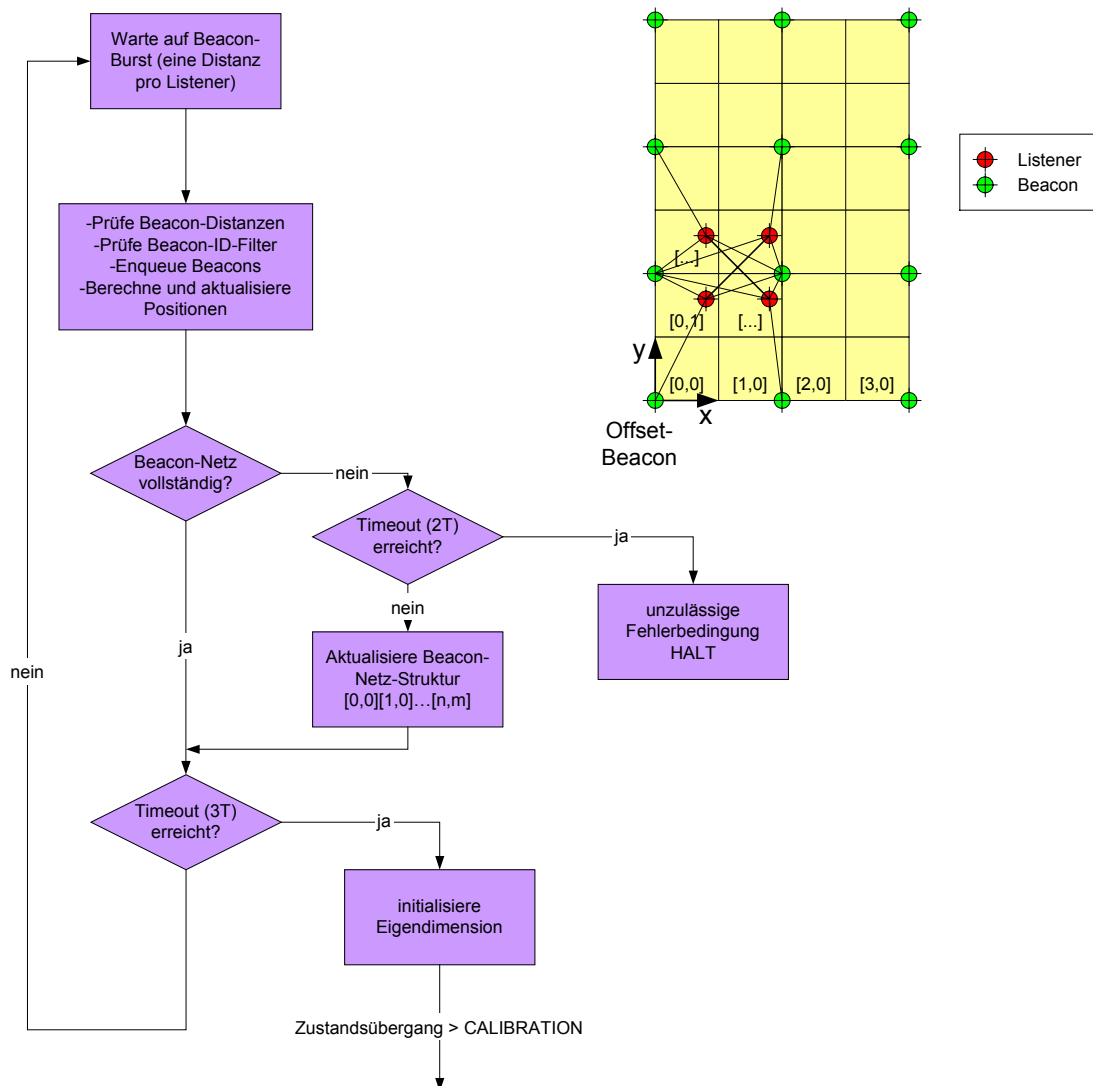 Warte auf Beacon-
Burst (eine Distanz
pro Listener)
-Prüfe Beacon-Distanzen
-Prüfe Beacon-ID-Filter
-Enqueue Beacons
-Berechne und aktualisiere
Positionen
Beacon-Netz
vollständig?
nein
Timeout (2T)
erreicht?
ja
unzulässige
Fehlerbedingung
HALT
nein
Aktualisiere Beacon-
Netz-Struktur
[0,0][1,0]…[n,m]
ja
nein
Timeout (3T)
erreicht?
ja
initialisiere
Eigendimension
Zustandsübergang > CALIBRATION
Listener
Beacon
[...]
[0,1]
[...]
y
[0,0]
[1,0]
[2,0]
[3,0]
x
Offset-
Beacon